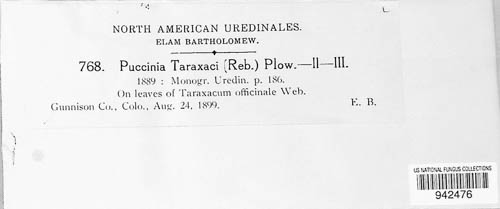 NORTH AMERICAN UREDINALES.
ELAM BARTHOLOMEW.
768. Puccinia Taraxaci (Reb.) Plow.—II—III.
1889 : Monogr. Uredin. p. 186.
On leaves of Taraxacum officinale Web.
Gunnison Co., Colo., Aug. 24, 1899. E. B.
US NATIONAL FUNGUS COLLECTIONS
942476